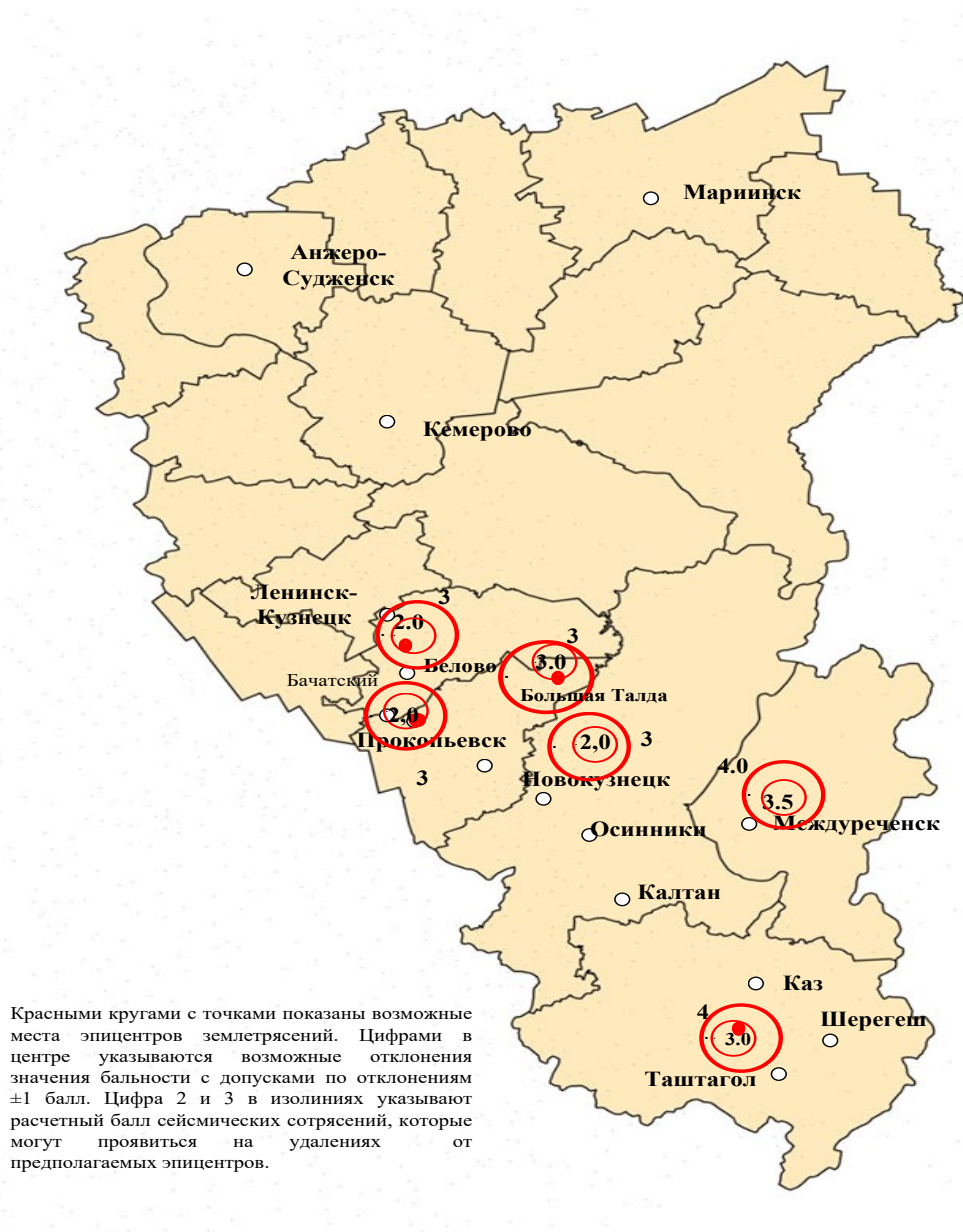 Мариинск
Анжеро-
Судженск
Кемерово
Ленинск-
Кузнецк
3
2.0
3
3.0
Белово
Бачатский
Большая Талда
2,0
Прокопьевск
2,0
3
3
Новокузнецк
4.0
3.5
Междуреченск
Осинники
Калтан
Каз
4
3.0
Шерегеш
Таштагол
Красными кругами с точками показаны возможные
места эпицентров землетрясений. Цифрами в
центре указываются возможные отклонения
значения бальности с допусками по отклонениям
±1 балл. Цифра 2 и 3 в изолиниях указывают
расчетный балл сейсмических сотрясений, которые
могут проявиться на удалениях от
предполагаемых эпицентров.